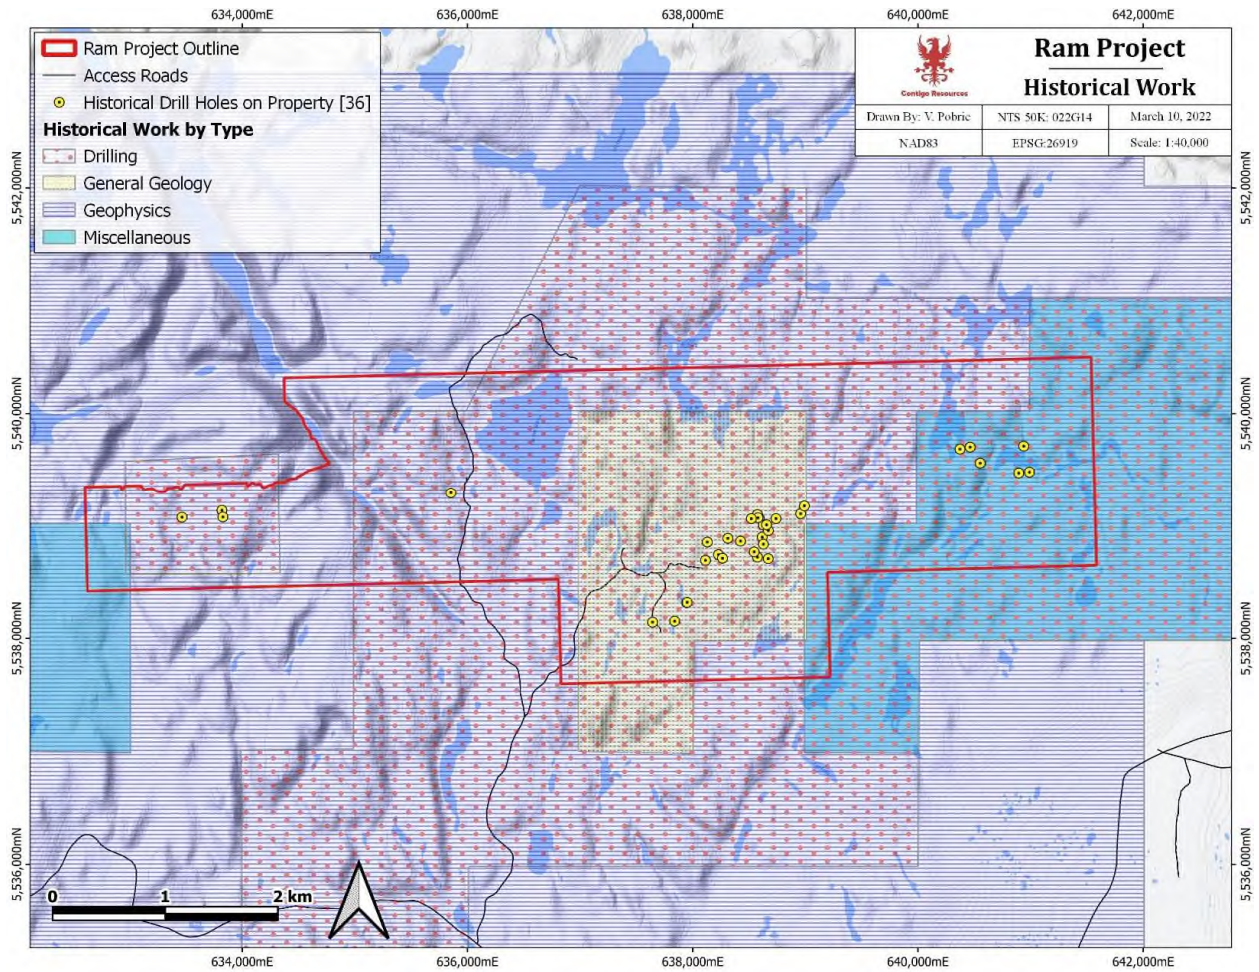 634,000mE
636,000mE
638,000mE
640,000mE
642,000mE
Ram Project Outline
Access Roads
Historical Drill Holes on Property [36]
Historical Work by Type
Drilling
General Geology
Geophysics
Miscellaneous
Contigo Resources
Ram Project
Historical Work
Drawn By: V. Pobric
NTS 50K: 022G14
March 10, 2022
NAD83
EPSG:26919
Scale: 1:40,000
5,542,000mN
5,542,000mN
5,540,000mN
5,540,000mN
5,538,000mN
5,538,000mN
5,536,000mN
5,536,000mN
0 1 2 km
634,000mE
636,000mE
638,000mE
640,000mE
642,000mE